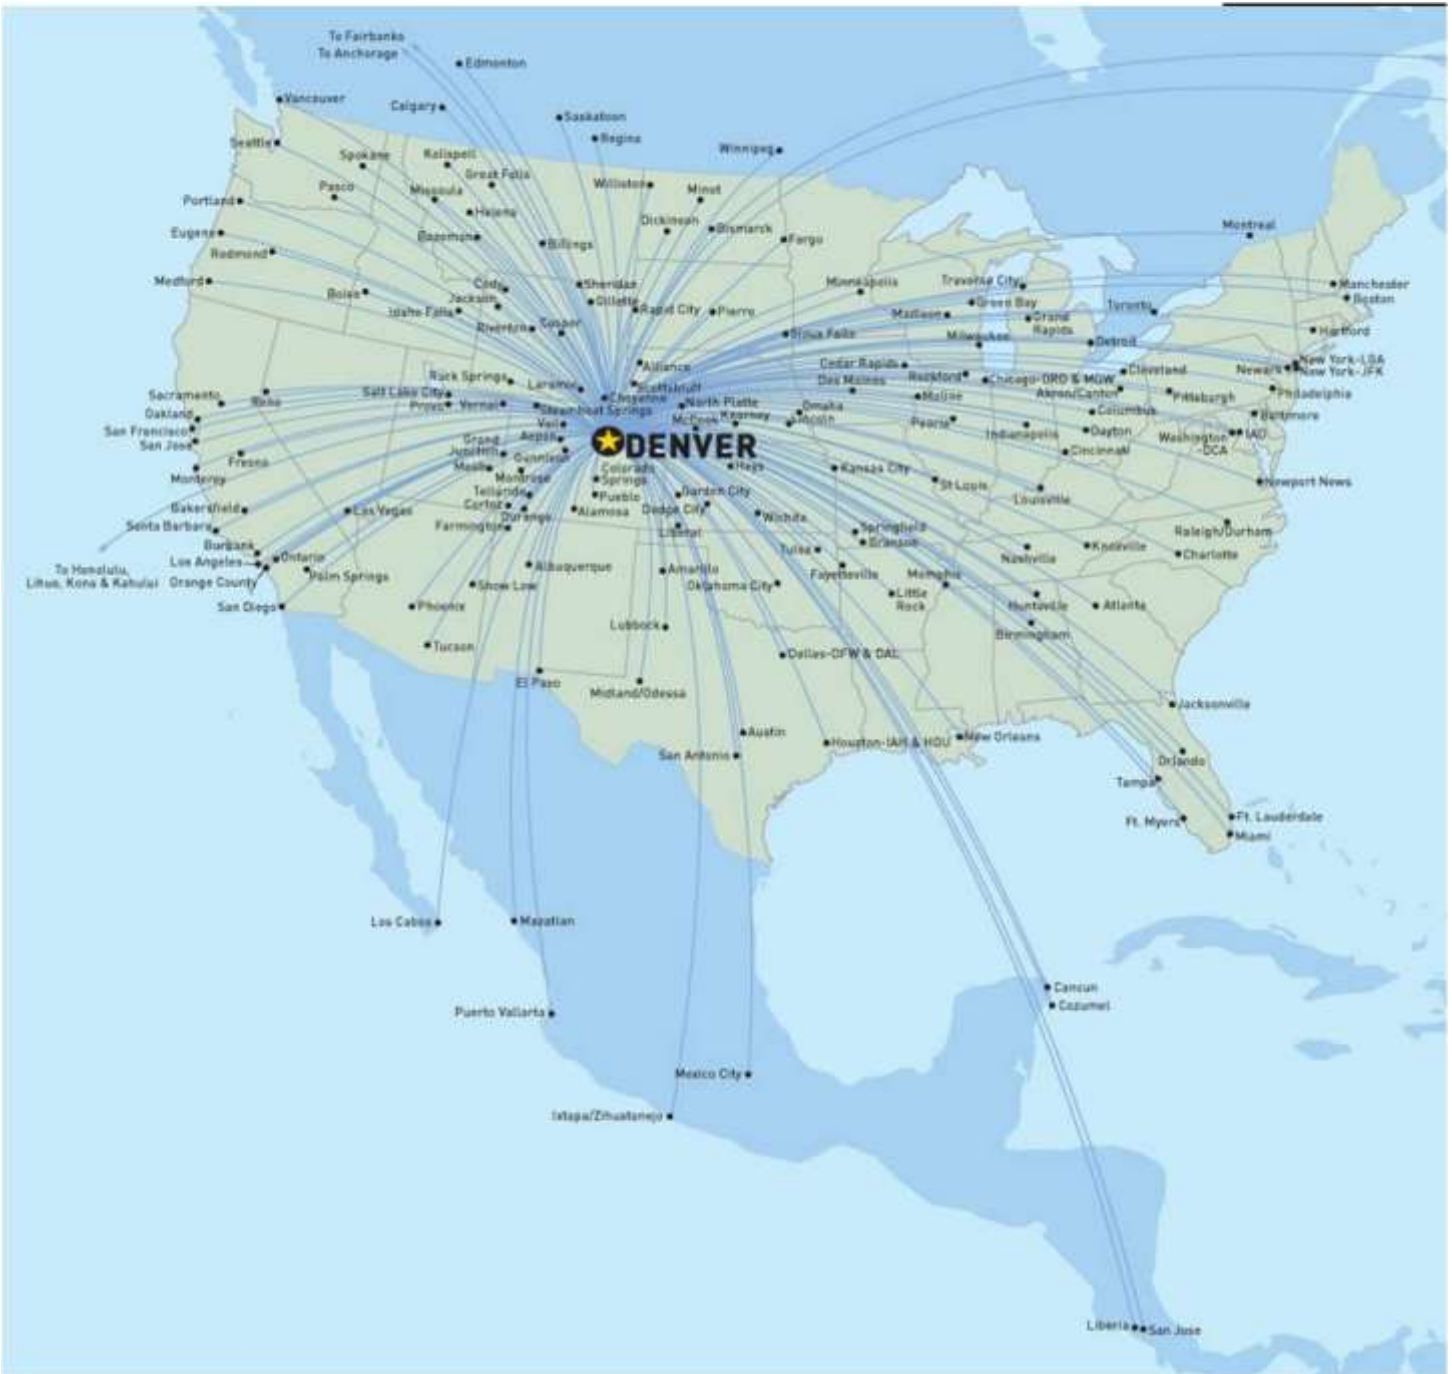 To Fairbanks
To Anchorage
Edmonton
Vancouver
Calgary
Saskatoon
Regina
Winnipeg
Seattle
Spokane
Kalispell
Great Falls
Pasco
Missoula
Williston
Minot
Portland
Helena
Dickinson
Bismarck
Eugene
Bozeman
Billings
Fargo
Montreal
Redmond
Medford
Boise
Cody
Jackson
Idaho Falls
Sheridan
Gillette
Rapid City
Pierre
Minneapolis
Traverse City
Green Bay
Madison
Grand
Rapids
Toronto
Manchester
Boston
Riverton
Casper
Sioux Falls
Milwaukee
Detroit
Hartford
Alliance
Cedar Rapids
Cleveland
New York-LGA
Newark
New York-JFK
Rock Springs
Laramie
Scottsbluff
Des Moines
Rockford
Chicago-ORD & MDW
Akron/Canton
Pittsburgh
Philadelphia
Sacramento
Reno
Salt Lake City
Provo
Vernal
Cheyenne
Steamboat Springs
North Platte
Omaha
Moline
Oakland
San Francisco
San Jose
Vail
Aspen
McCook
Kearney
Lincoln
Peoria
Columbus
Baltimore
Indianapolis
Dayton
Washington
-DCA
IAD
DENVER
Grand
Junction
Gunnison
Fresno
Monterey
Moab
Montrose
Colorado
Springs
Hays
Kansas City
Cincinnati
Telluride
Pueblo
Garden City
St Louis
Louisville
Newport News
Bakersfield
Las Vegas
Cortez
Durango
Alamosa
Dodge City
Wichita
Santa Barbara
Farmington
Liberal
Springfield
Branson
Raleigh/Durham
Burbank
Ontario
Los Angeles
Tulsa
Nashville
Knoxville
Charlotte
To Honolulu,
Lihue, Kona & Kahului
Orange County
Palm Springs
Albuquerque
Amarillo
Fayetteville
Memphis
Show Low
Oklahoma City
Little
Rock
San Diego
Phoenix
Huntsville
Atlanta
Lubbock
Birmingham
Tucson
Dallas-DFW & DAL
El Paso
Midland/Odessa
Jacksonville
Austin
Houston-IAH & HOU
New Orleans
San Antonio
Orlando
Tampa
Ft. Myers
Ft. Lauderdale
Miami
Los Cabos
Mazatlan
Cancun
Cozumel
Puerto Vallarta
Mexico City
Ixtapa/Zihuatanejo
Liberia
San Jose